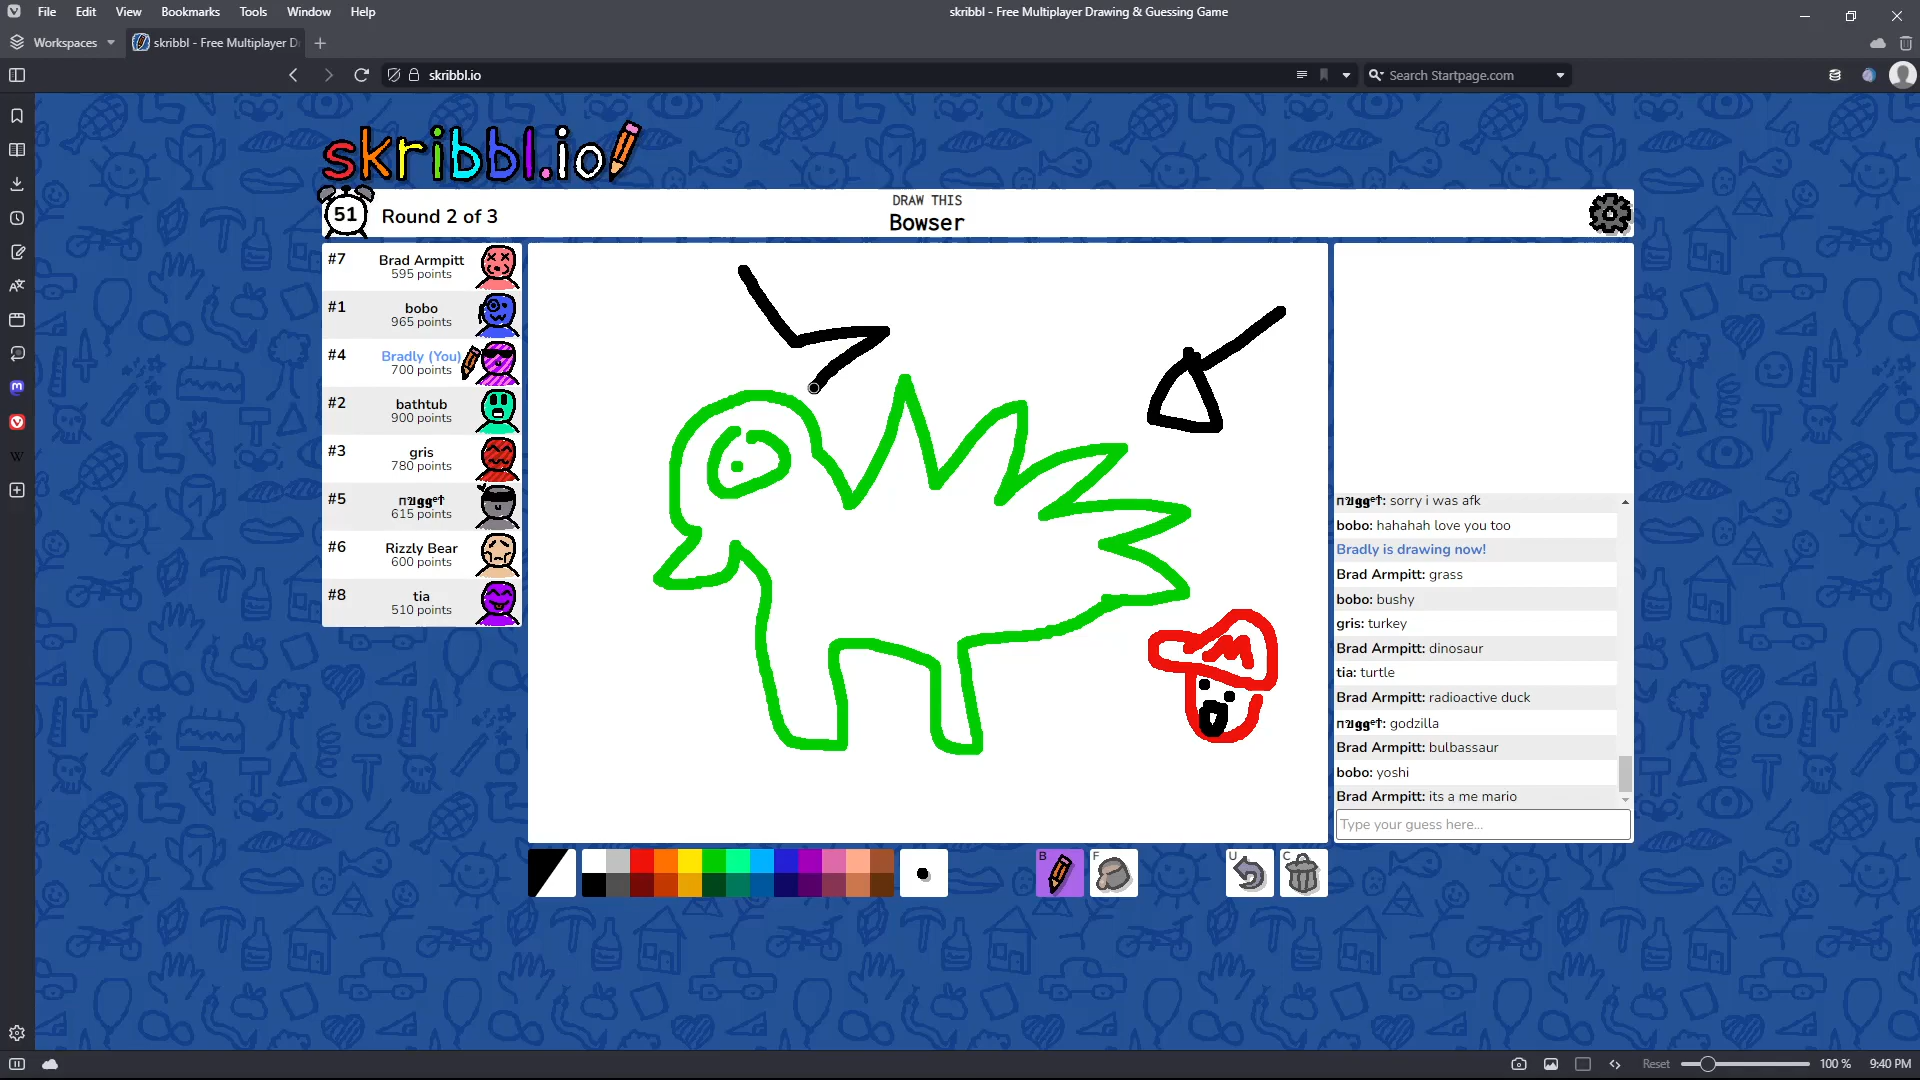 File Edit View Bookmarks Tools Window Help
skribbl - Free Multiplayer Drawing & Guessing Game
Workspaces
skribbl - Free Multiplayer D
skribbl.io
Search Startpage.com
skribbl.io
51
Round 2 of 3
DRAW THIS
Bowser
#7 Brad Armpitt
595 points
#1 bobo
965 points
#4 Bradly (You)
700 points
#2 bathtub
900 points
#3 gris
780 points
#5
615 points
#6 Rizzly Bear
600 points
#8 tia
510 points
M
sorry i was afk
bobo: hahahah love you too
Bradly is drawing now!
Brad Armpitt: grass
bobo: bushy
gris: turkey
Brad Armpitt: dinosaur
tia: turtle
Brad Armpitt: radioactive duck
godzilla
Brad Armpitt: bulbassaur
bobo: yoshi
Brad Armpitt: its a me mario
Type your guess here...
B
F
U
C
Reset
100 %
9:40 PM